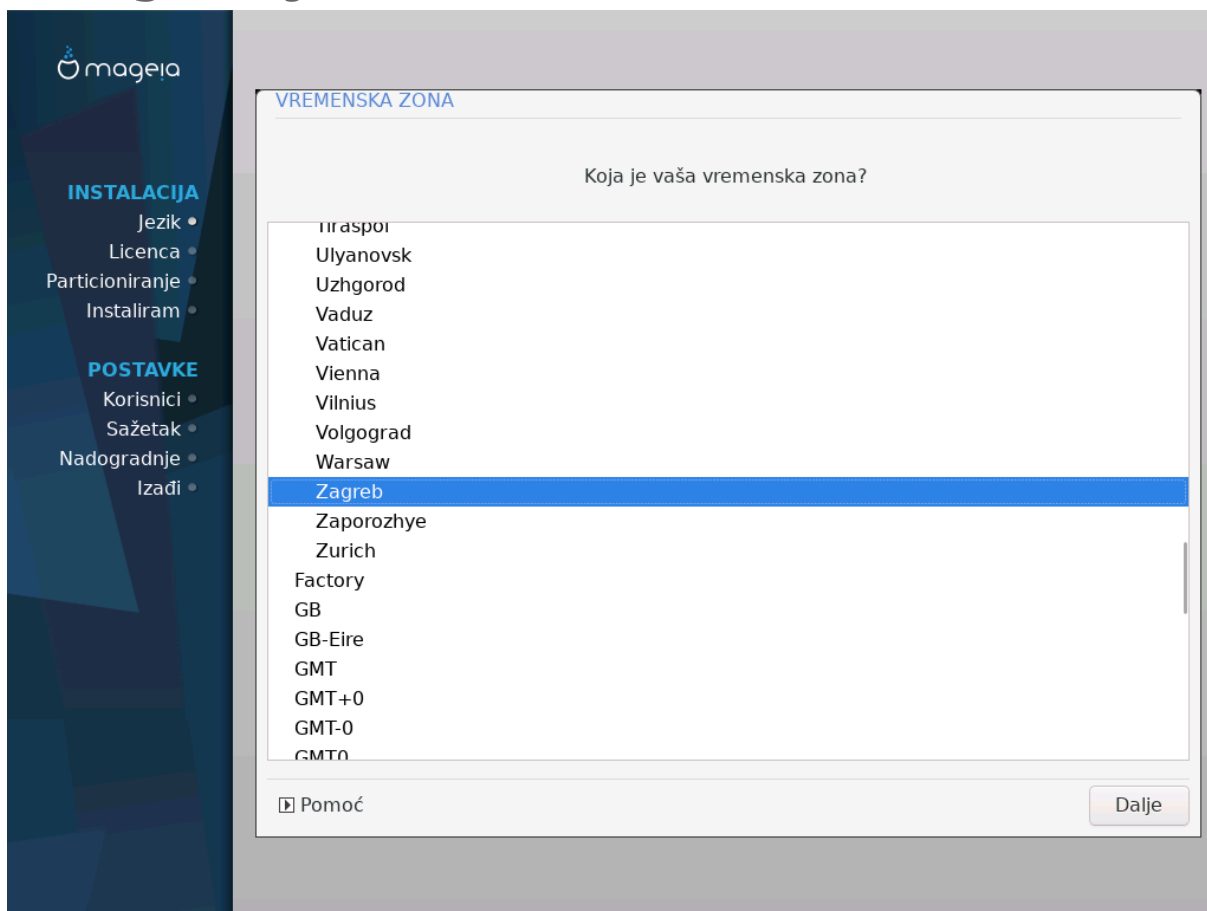 mageia
INSTALACIJA
Jezik
Licenca
Particioniranje
Instaliram
POSTAVKE
Korisnici
Sažetak
Nadogradnje
Izađi
VREMENSKA ZONA
Koja je vaša vremenska zona?
Tiraspol
Ulyanovsk
Uzhgorod
Vaduz
Vatican
Vienna
Vilnius
Volgograd
Warsaw
Zagreb
Zaporozhye
Zurich
Factory
GB
GB-Eire
GMT
GMT+0
GMT-0
GMT0
Pomoć
Dalje